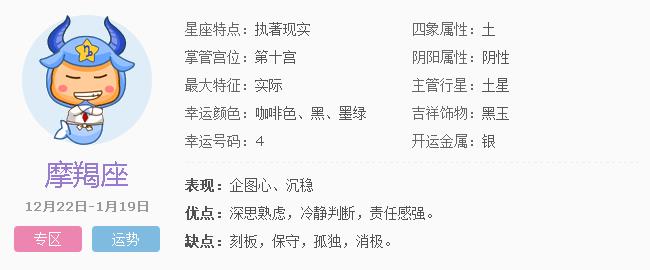 星座特点：执著现实 四象属性：土
掌管宫位：第十宫 阴阳属性：阴性
最大特征：实际 主管行星：土星
幸运颜色：咖啡色、黑、墨绿 吉祥饰物：黑玉
幸运号码：4 开运金属：银
摩羯座
12月22日-1月19日
专区 运势
表现：企图心、沉稳
优点：深思熟虑，冷静判断，责任感强。
缺点：刻板，保守，孤独，消极。